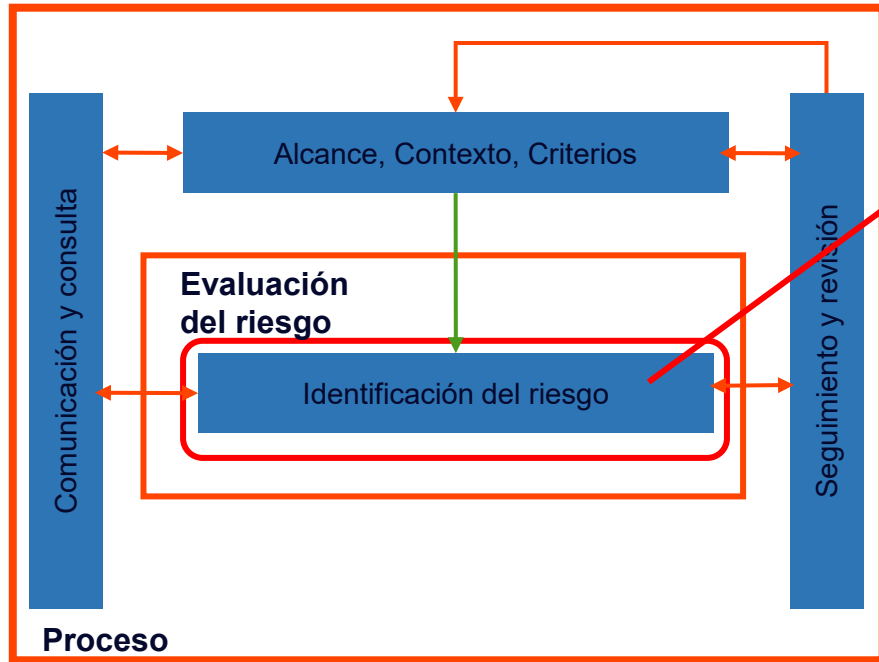 Alcance, Contexto, Criterios
Comunicación y consulta
Evaluación
del riesgo
Identificación del riesgo
Seguimiento y revisión
Proceso